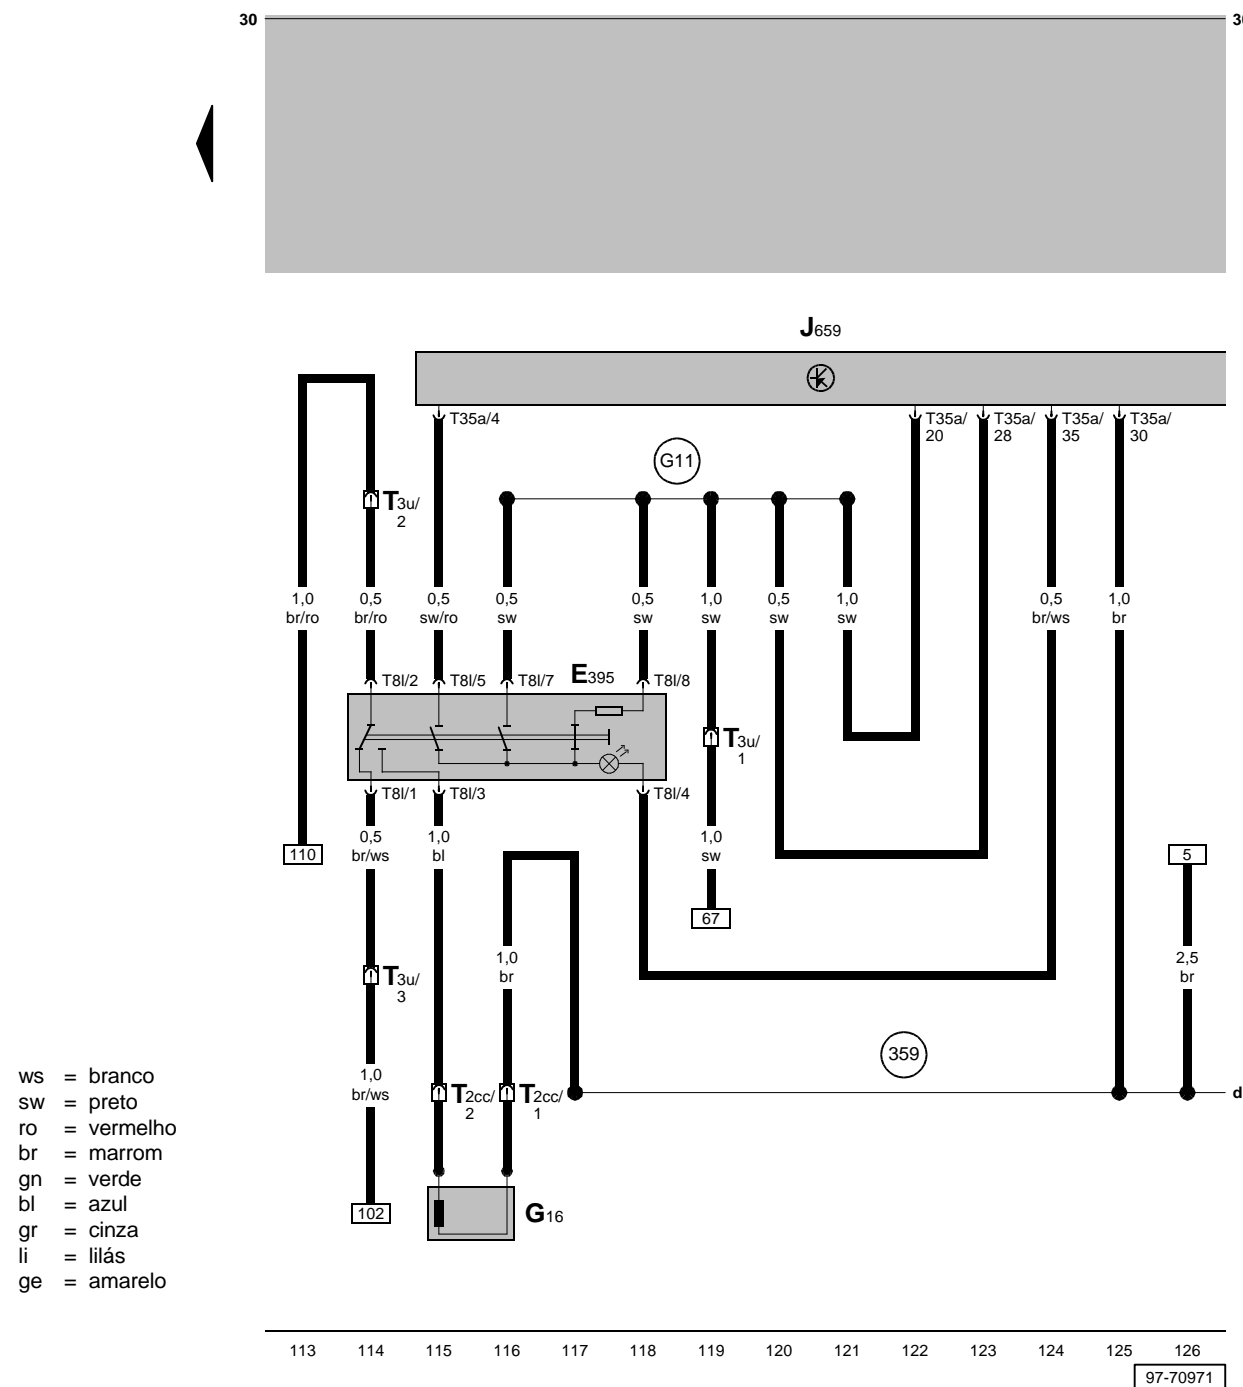 30
30
J659
T35a/4
T35a/
20
T35a/
28
T35a/
35
T35a/
30
G11
T3u/
2
1,0
br/ro
0,5
br/ro
0,5
sw/ro
0,5
sw
0,5
sw
1,0
sw
0,5
sw
1,0
sw
0,5
br/ws
1,0
br
T8l/2
T8l/5
T8l/7
E395
T8l/8
T3u/
1
T8l/1
T8l/3
T8l/4
110
0,5
br/ws
1,0
bl
1,0
sw
5
67
1,0
br
2,5
br
T3u/
3
359
1,0
br/ws
T2cc/
2
T2cc/
1
d
102
G16
ws = branco
sw = preto
ro = vermelho
br = marrom
gn = verde
bl = azul
gr = cinza
li = lilás
ge = amarelo
113 114 115 116 117 118 119 120 121 122 123 124 125 126
97-70971